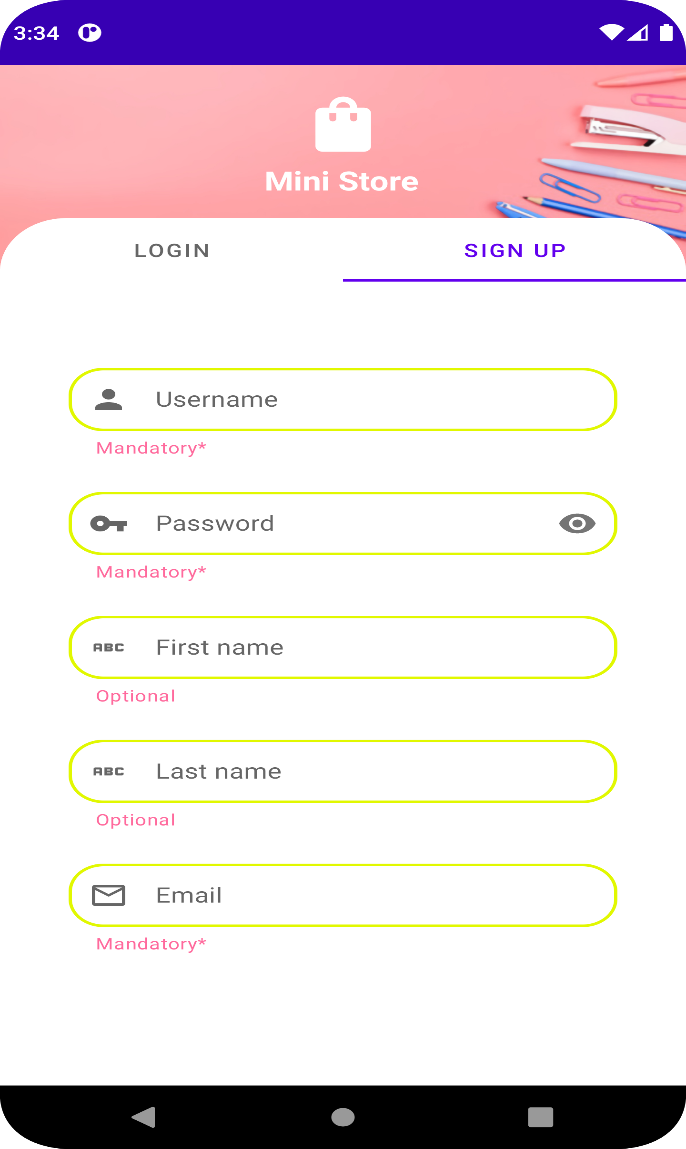 3:34
Mini Store
LOGIN
SIGN UP
Username
Mandatory*
Password
Mandatory*
ABC
First name
Optional
ABC
Last name
Optional
Email
Mandatory*